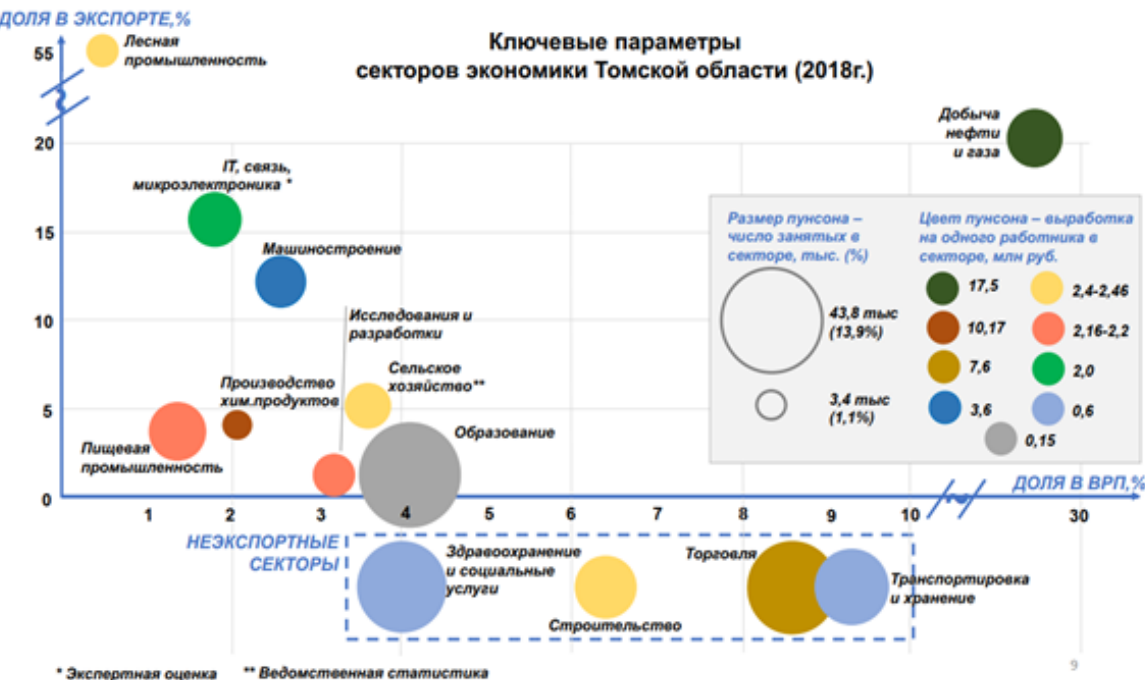 ДОЛЯ В ЭКСПОРТЕ,%
55
Лесная
промышленность
Ключевые параметры
секторов экономики Томской области (2018г.)
Добыча
нефти
и газа
20
IT, связь,
микроэлектроника *
15
Машиностроение
10
Исследования и
разработки
Сельское
хозяйство**
Производство
хим.продуктов
5
Пищевая
промышленность
Образование
0
Размер пунсона –
число занятых в
секторе, тыс. (%)
43,8 тыс
(13,9%)
3,4 тыс
(1,1%)
Цвет пунсона – выработка
на одного работника в
секторе, млн руб.
17,5
2,4-2,46
10,17
2,16-2,2
7,6
2,0
3,6
0,6
0,15
ДОЛЯ В ВРП,%
1 2 3 4 5 6 7 8 9 10 30
НЕЭКСПОРТНЫЕ
СЕКТОРЫ
Здравоохранение
и социальные
услуги
Строительство
Торговля
Транспортировка
и хранение
* Экспертная оценка ** Ведомственная статистика
9